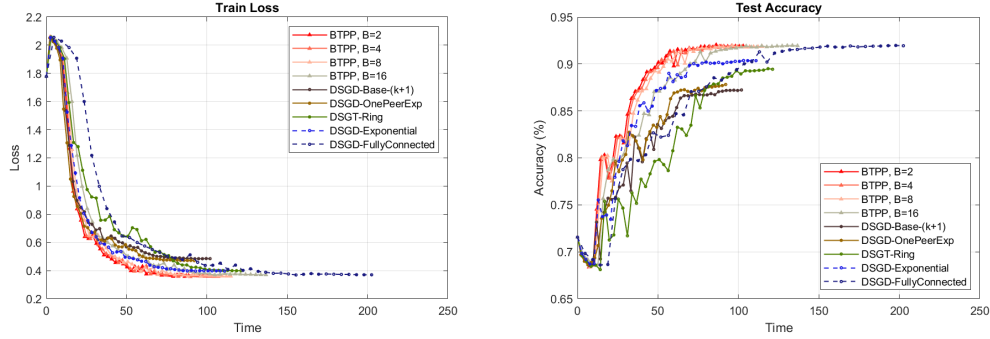 Train Loss
2.2
2
1.8
1.6
1.4
1.2
1
0.8
0.6
0.4
0.2
Loss
0
50
100
150
200
250
Time
BTPP, B=2
BTPP, B=4
BTPP, B=8
BTPP, B=16
DSGD-Base-(k+1)
DSGD-OnePeerExp
DSGT-Ring
DSGD-Exponential
DSGD-FullyConnected
Test Accuracy
0.95
0.9
0.85
0.8
0.75
0.7
0.65
Accuracy (%)
0
50
100
150
200
250
Time
BTPP, B=2
BTPP, B=4
BTPP, B=8
BTPP, B=16
DSGD-Base-(k+1)
DSGD-OnePeerExp
DSGT-Ring
DSGD-Exponential
DSGD-FullyConnected